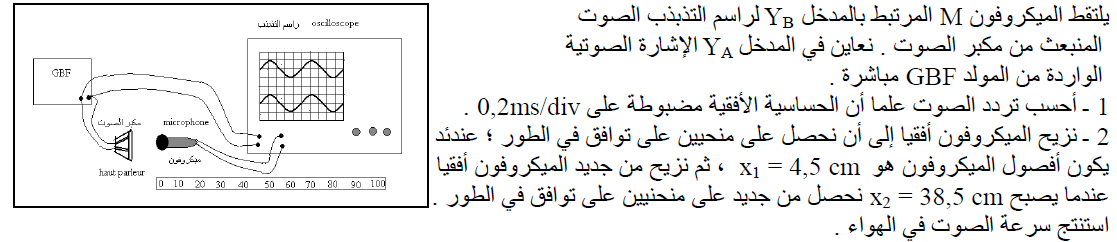 يلتقط الميكروفون M المرتبط بالمدخل Y_B لراسم التذبذب الصوت
المنبعث من مكبر الصوت . نعاين في المدخل Y_A الإشارة الصوتية
الواردة من المولد GBF مباشرة .
1 ـ أحسب تردد الصوت علما أن الحساسية الأفقية مضبوطة على 0,2ms/div .
2 ـ نزيح الميكروفون أفقيا إلى أن نحصل على منحيين على توافق في الطور ؛ عندئد
يكون أفصول الميكروفون هو x₁ = 4,5 cm ، ثم نزيح من جديد الميكروفون أفقيا
عندما يصبح x₂ = 38,5 cm نحصل من جديد على منحنيين على توافق في الطور .
استنتج سرعة الصوت في الهواء .
راسم التذبذب oscilloscope
GBF
مكبر الصوت
microphone
ميكروفون
haut parleur
0 10 20 30 40 50 60 70 80 90 100